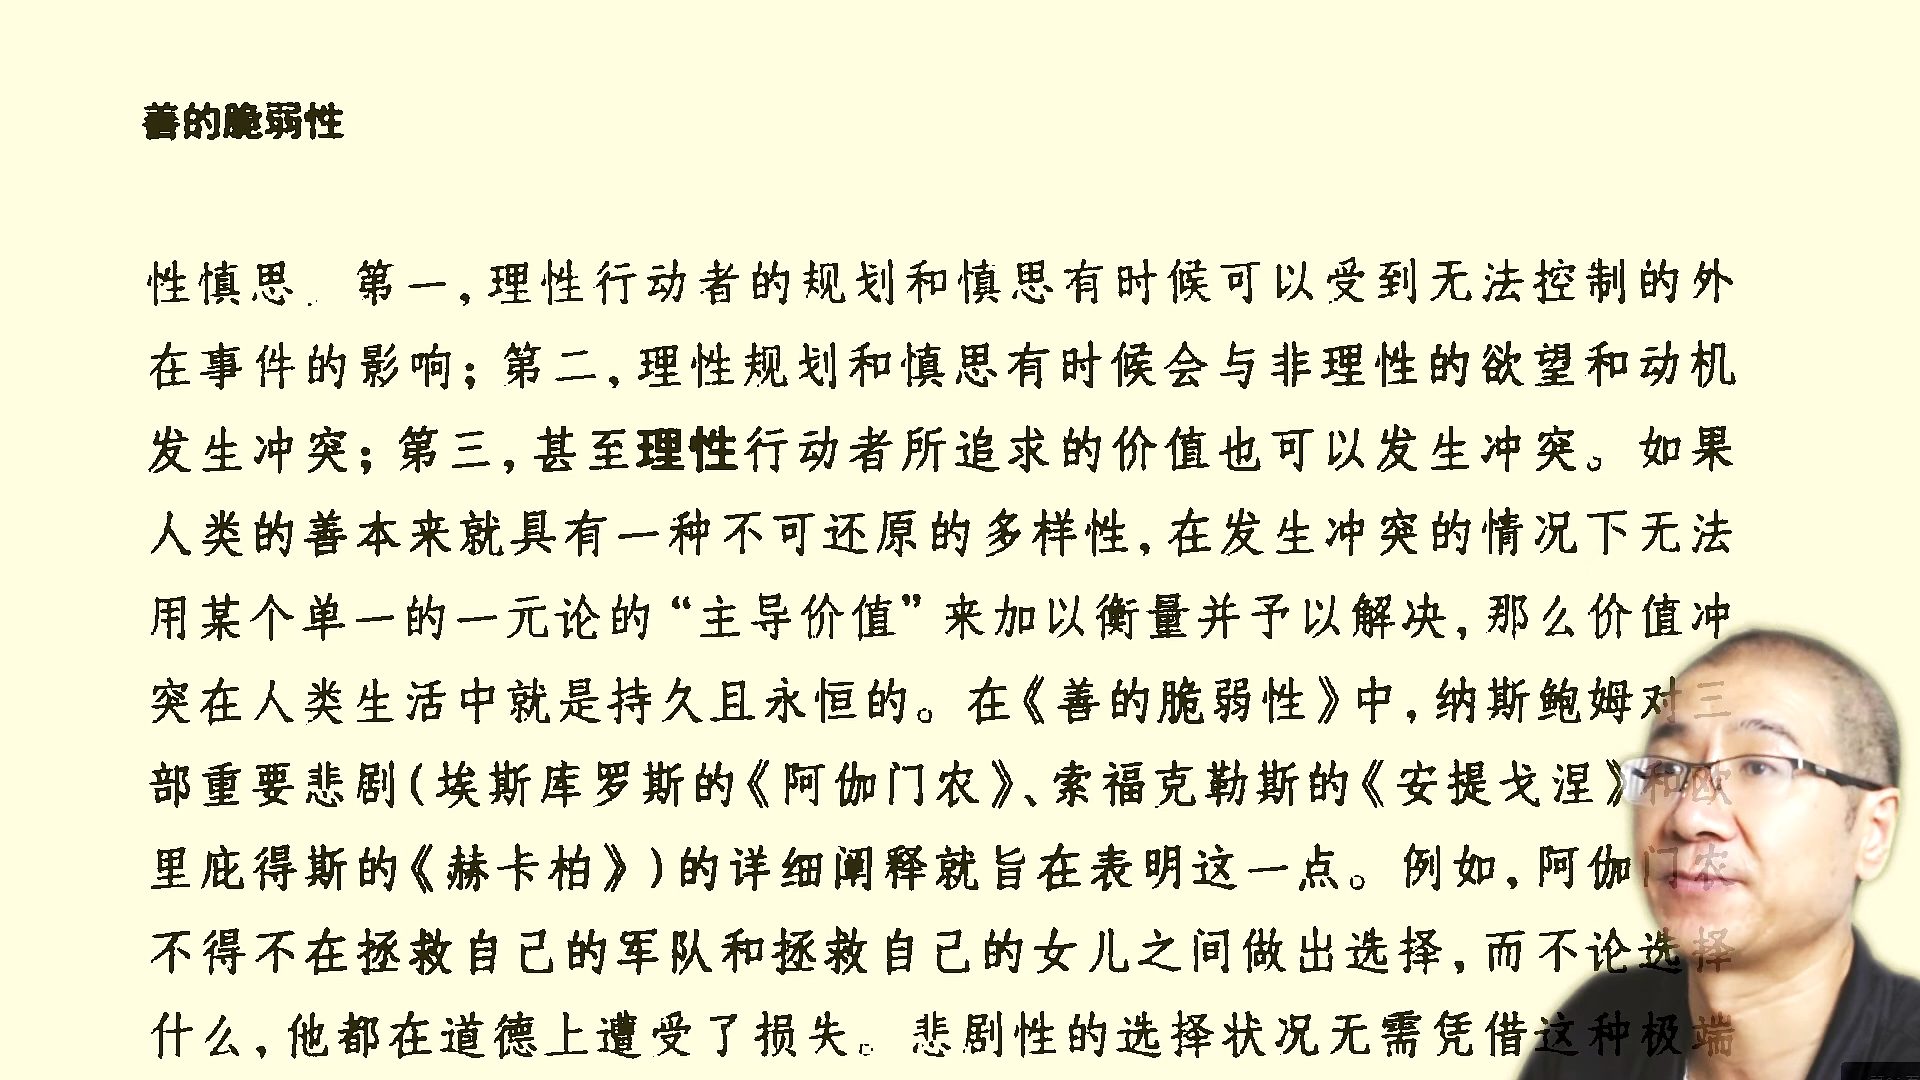 善的脆弱性
性慎思. 第一,理性行动者的规划和慎思有时候可以受到无法控制的外
在事件的影响;第二,理性规划和慎思有时候会与非理性的欲望和动机
发生冲突;第三,甚至理性行动者所追求的价值也可以发生冲突。如果
人类的善本来就具有一种不可还原的多样性,在发生冲突的情况下无法
用某个单一的一元论的“主导价值”来加以衡量并予以解决,那么价值冲
突在人类生活中就是持久且永恒的。在《善的脆弱性》中,纳斯鲍姆对三
部重要悲剧(埃斯库罗斯的《阿伽门农》、索福克勒斯的《安提戈涅》和欧
里庇得斯的《赫卡柏》)的详细阐释就旨在表明这一点。例如,阿伽门农
不得不在拯救自己的军队和拯救自己的女儿之间做出选择,而不论选择
什么,他都在道德上遭受了损失。悲剧性的选择状况无需凭借这种极端